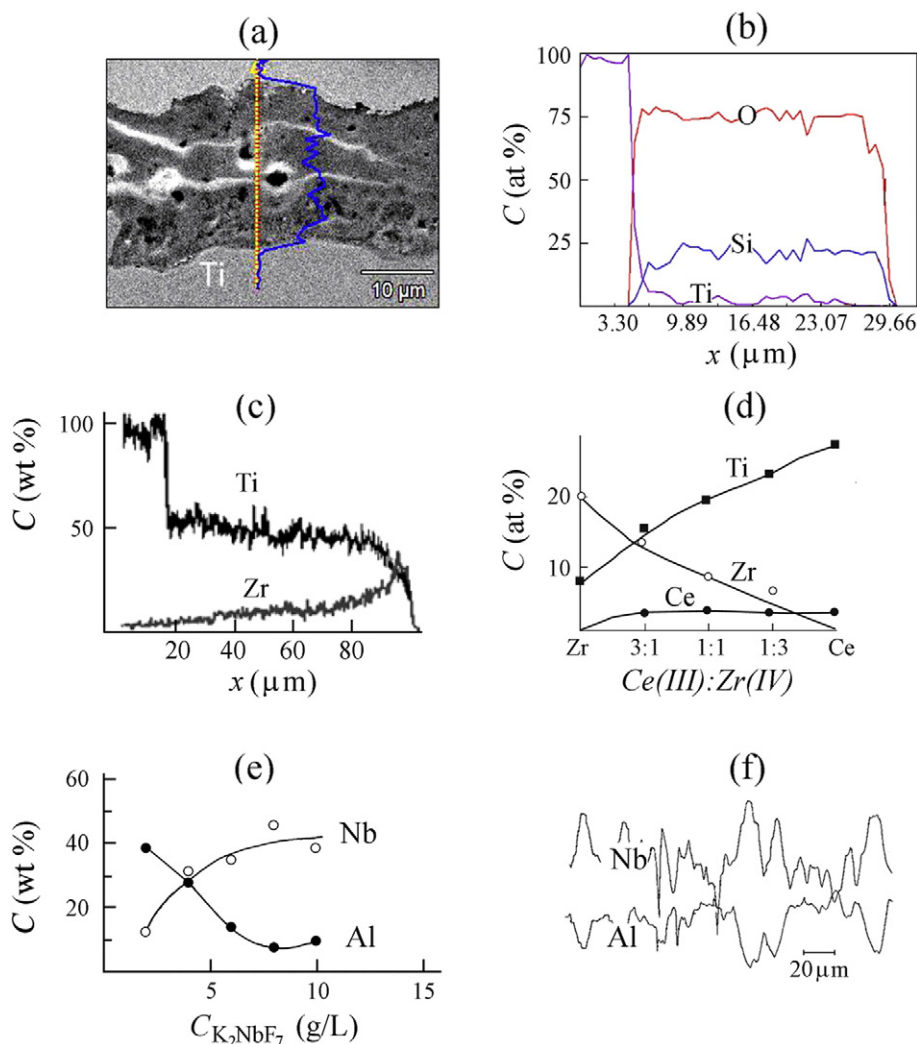 (a)
Ti
10 µm
(b)
100
75
50
25
C (at %)
O
Si
Ti
3.30 9.89 16.48 23.07 29.66
x (µm)
(c)
100
50
C (wt %)
Ti
Zr
20 40 60 80
x (µm)
(d)
20
10
C (at %)
Ti
Zr
Ce
Zr 3:1 1:1 1:3 Ce
Ce(III):Zr(IV)
(e)
60
40
20
C (wt %)
Nb
Al
5 10 15
C K₂NbF₇ (g/L)
(f)
Nb
Al
20 µm